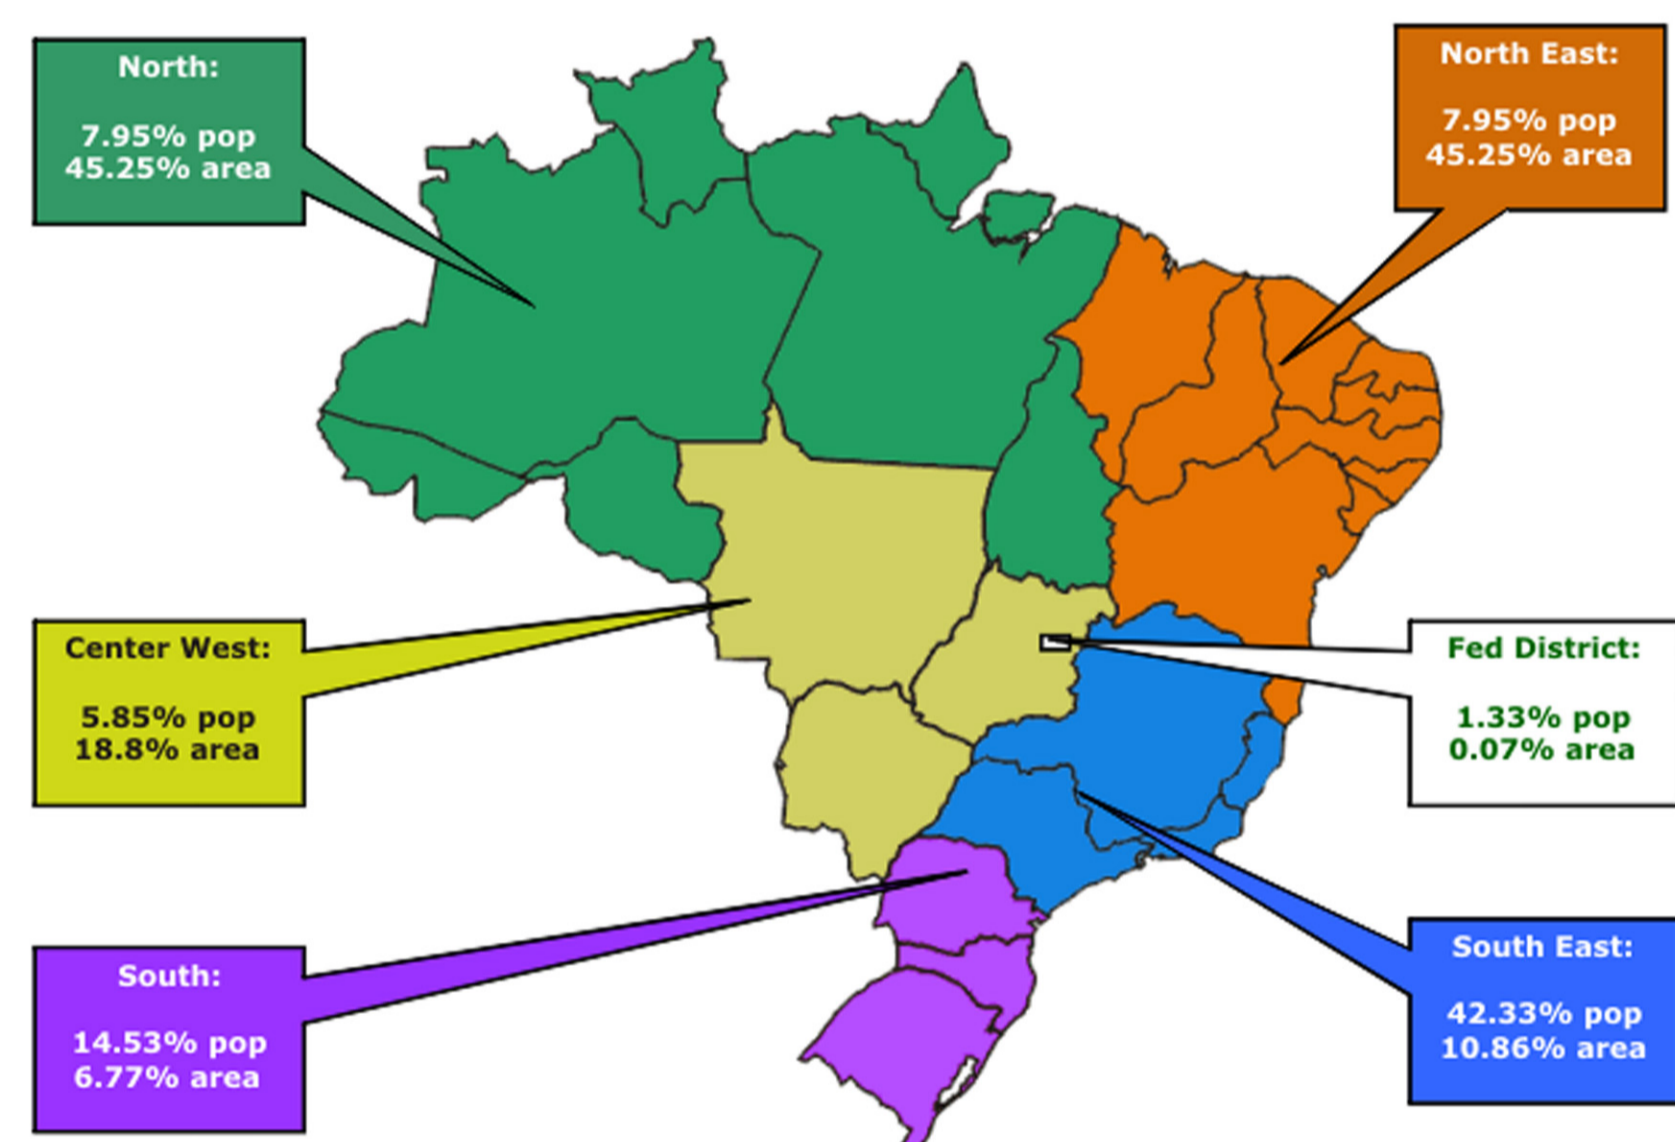 North:
7.95% pop
45.25% area
North East:
7.95% pop
45.25% area
Center West:
5.85% pop
18.8% area
Fed District:
1.33% pop
0.07% area
South:
14.53% pop
6.77% area
South East:
42.33% pop
10.86% area